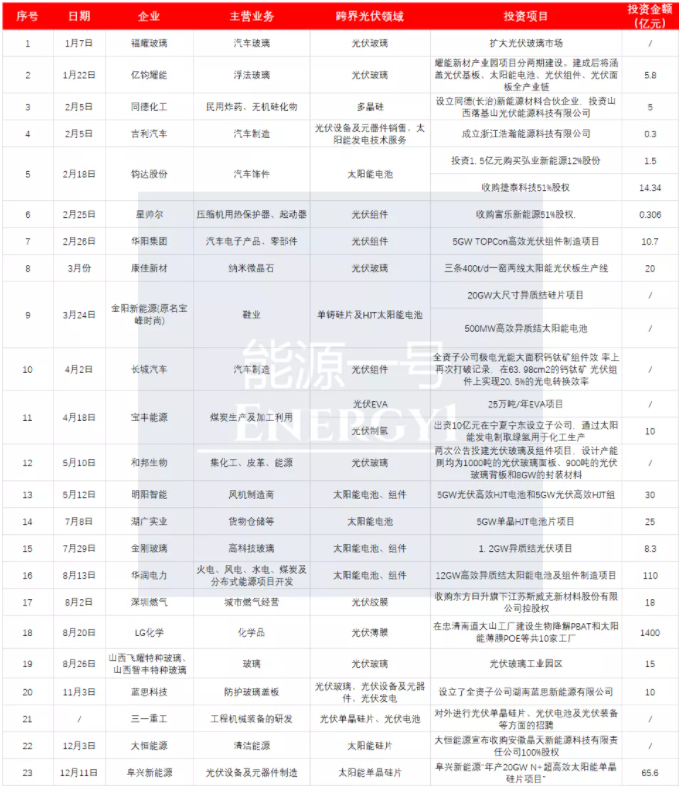 序号 日期 企业 主营业务 跨界光伏领域 投资项目 投资金额
(亿元)
1 1月7日 福耀玻璃 汽车玻璃 光伏玻璃 扩大光伏玻璃市场 /
2 1月22日 亿钧耀能 浮法玻璃 光伏玻璃 耀能新材产业园项目分两期建设。建成后将涵
盖光伏基板、太阳能电池、光伏组件、光伏面
板全产业链 5.8
3 2月5日 同德化工 民用炸药、无机硅化物 多晶硅 设立同德(长治)新能源材料合伙企业，投资山
西落基山光伏能源科技有限公司 5
4 2月5日 吉利汽车 汽车制造 光伏设备及元器件销售、太
阳能发电技术服务 成立浙江浩瀚能源科技有限公司 0.3
5 2月18日 钧达股份 汽车饰件 太阳能电池 投资1.5亿元购买弘业新能源12%股份 1.5
收购捷泰科技51%股权 14.34
6 2月25日 星帅尔 压缩机用热保护器、起动器 光伏组件 收购富乐新能源51%股权. 0.306
7 2月26日 华阳集团 汽车电子产品、零部件 光伏组件 5GW TOPCon高效光伏组件制造项目 10.7
8 3月份 康佳新材 纳米微晶石 光伏玻璃 三条400t/d一窑两线太阳能光伏板生产线 20
9 3月24日 金阳新能源(原名宝
峰时尚) 鞋业 单铸硅片及HJT太阳能电池 20GW大尺寸异质结硅片项目 /
500MW高效异质结太阳能电池 /
10 4月2日 长城汽车 汽车制造 光伏组件 全资子公司极电光能大面积钙钛矿组件效 率上
再次打破记录，在63. 98cm2的钙钛矿 光伏组
件上实现20. 5%的光电转换效率 /
11 4月18日 宝丰能源 煤炭生产及加工利用 光伏EVA 25万吨/年EVA项目 /
光伏制氢 出资10亿元在宁夏宁东设立子公司，通过太阳
能发电制取绿氢用于化工生产 10
12 5月10日 和邦生物 集化工、皮革、能源 光伏玻璃 两次公告投建光伏玻璃及组件项目，设计产能
则均为1000吨的光伏玻璃面板、900吨的光伏
玻璃背板和8GW的封装材料 /
13 5月12日 明阳智能 风机制造商 太阳能电池、组件 5GW光伏高效HJT电池和5GW光伏高效HJT组 30
14 7月8日 湖广实业 货物仓储等 太阳能电池 5GW单晶HJT电池片项目 25
15 7月29日 金刚玻璃 高科技玻璃 太阳能电池、组件 1. 2GW异质结光伏项目 8.3
16 8月13日 华润电力 火电、风电、水电、煤炭及
分布式能源项目开发 太阳能电池、组件 12GW高效异质结太阳能电池及组件制造项目 110
17 8月2日 深圳燃气 城市燃气经营 光伏胶膜 收购东方日升旗下江苏斯威克新材料股份有
限公司控股权 18
18 8月20日 LG化学 化学品 光伏薄膜 在忠清南道大山工厂建设生物降解PBAT和太阳
能薄膜POE等共10家工厂 1400
19 8月26日 山西飞耀特种玻璃、
山西智丰特种玻璃 玻璃 光伏玻璃 光伏玻璃工业园区 15
20 11月3日 蓝思科技 防护玻璃盖板 光伏玻璃、光伏设备及元器
件、光伏发电 设立了全资子公司湖南蓝思新能源有限公司 10
21 / 三一重工 工程机械装备的研发 光伏单晶硅片、光伏电池 对外进行光伏单晶硅片、光伏电池及光伏装备
等方面的招聘 /
22 12月3日 大恒能源 清洁能源 太阳能硅片 大恒能源宣布收购安徽晶天新能源科技有限责
任公司100%股权 /
23 12月11日 阜兴新能源 光伏设备及元器件制造 太阳能单晶硅片 阜兴新能源“年产20GW N+超高效太阳能单晶
硅片项目” 65.6
能源一号
ENERGY1